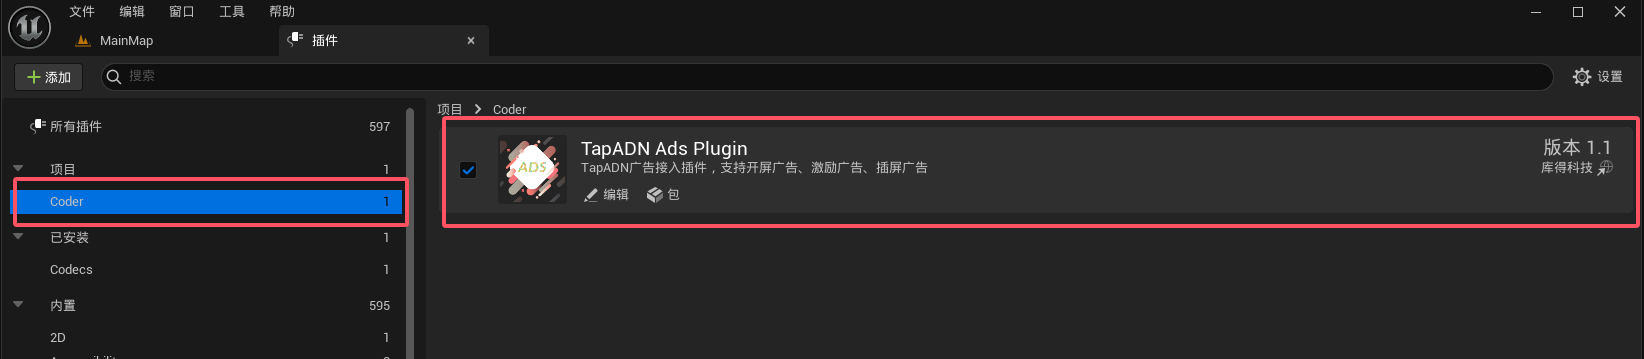 文件 编辑 窗口 工具 帮助
MainMap 插件
添加 搜索 设置
所有插件 597
项目 1
Coder 1
已安装 1
Codecs 1
内置 595
2D 1
项目 > Coder
ADS
TapADN Ads Plugin
TapADN广告接入插件，支持开屏广告、激励广告、插屏广告
编辑 包
版本 1.1
库得科技